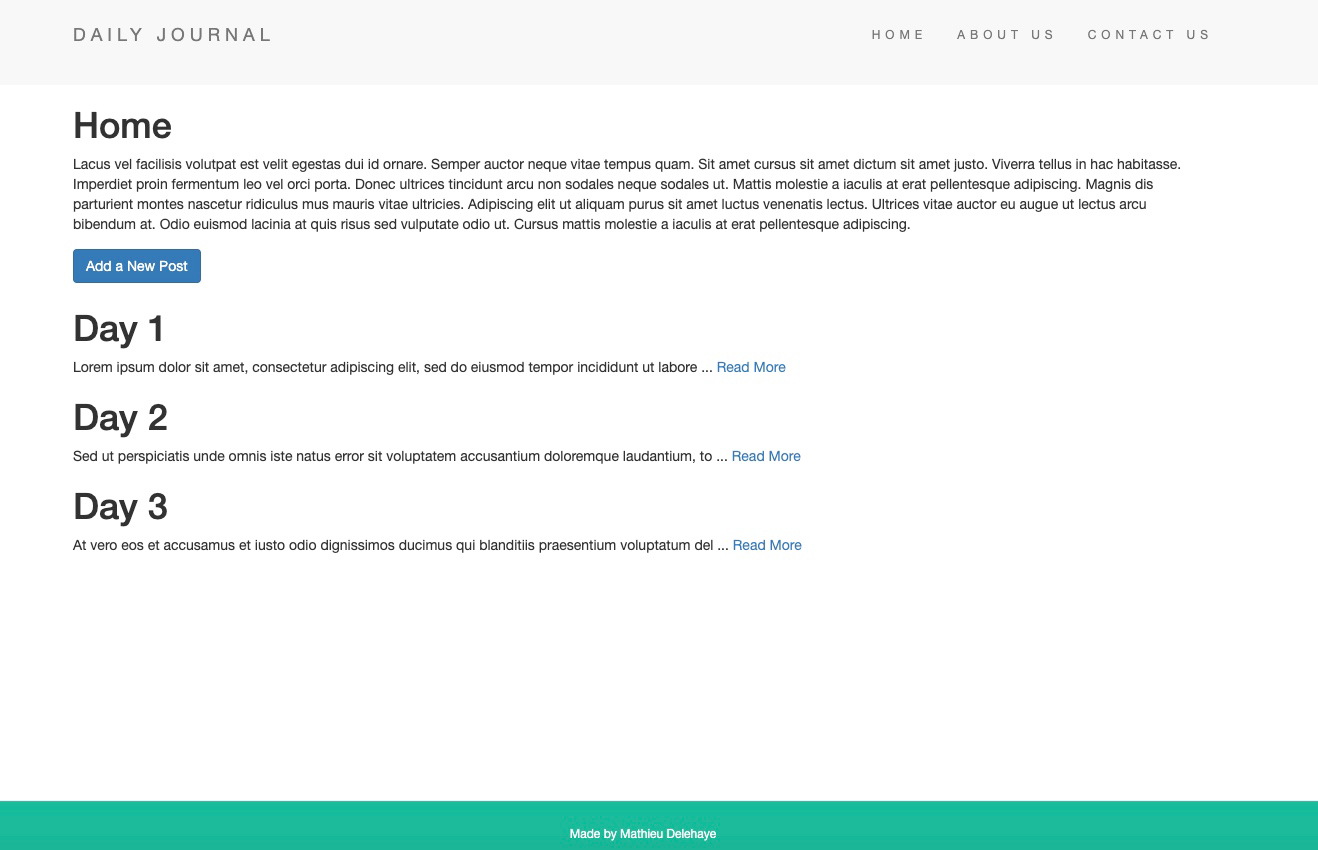 DAILY JOURNAL
HOME ABOUT US CONTACT US
Home
Lacus vel facilisis volutpat est velit egestas dui id ornare. Semper auctor neque vitae tempus quam. Sit amet cursus sit amet dictum sit amet justo. Viverra tellus in hac habitasse.
Imperdiet proin fermentum leo vel orci porta. Donec ultrices tincidunt arcu non sodales neque sodales ut. Mattis molestie a iaculis at erat pellentesque adipiscing. Magnis dis
parturient montes nascetur ridiculus mus mauris vitae ultricies. Adipiscing elit ut aliquam purus sit amet luctus venenatis lectus. Ultrices vitae auctor eu augue ut lectus arcu
bibendum at. Odio euismod lacinia at quis risus sed vulputate odio ut. Cursus mattis molestie a iaculis at erat pellentesque adipiscing.
Add a New Post
Day 1
Lorem ipsum dolor sit amet, consectetur adipiscing elit, sed do eiusmod tempor incididunt ut labore ... Read More
Day 2
Sed ut perspiciatis unde omnis iste natus error sit voluptatem accusantium doloremque laudantium, to ... Read More
Day 3
At vero eos et accusamus et iusto odio dignissimos ducimus qui blanditiis praesentium voluptatum del ... Read More
Made by Mathieu Delehaye